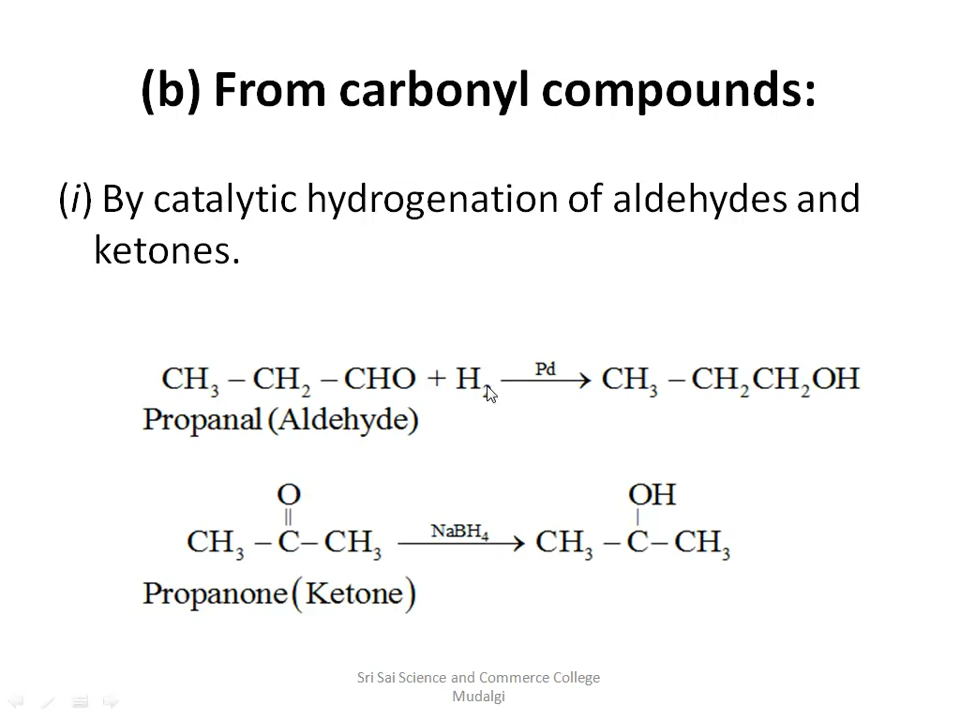 (b) From carbonyl compounds:
(i) By catalytic hydrogenation of aldehydes and
ketones.
CH₃ – CH₂ – CHO + H₂ —Pd→ CH₃ – CH₂CH₂OH
Propanal (Aldehyde)
O OH
|| |
CH₃ – C – CH₃ —NaBH₄→ CH₃ – C – CH₃
Propanone (Ketone)
Sri Sai Science and Commerce College
Mudalgi